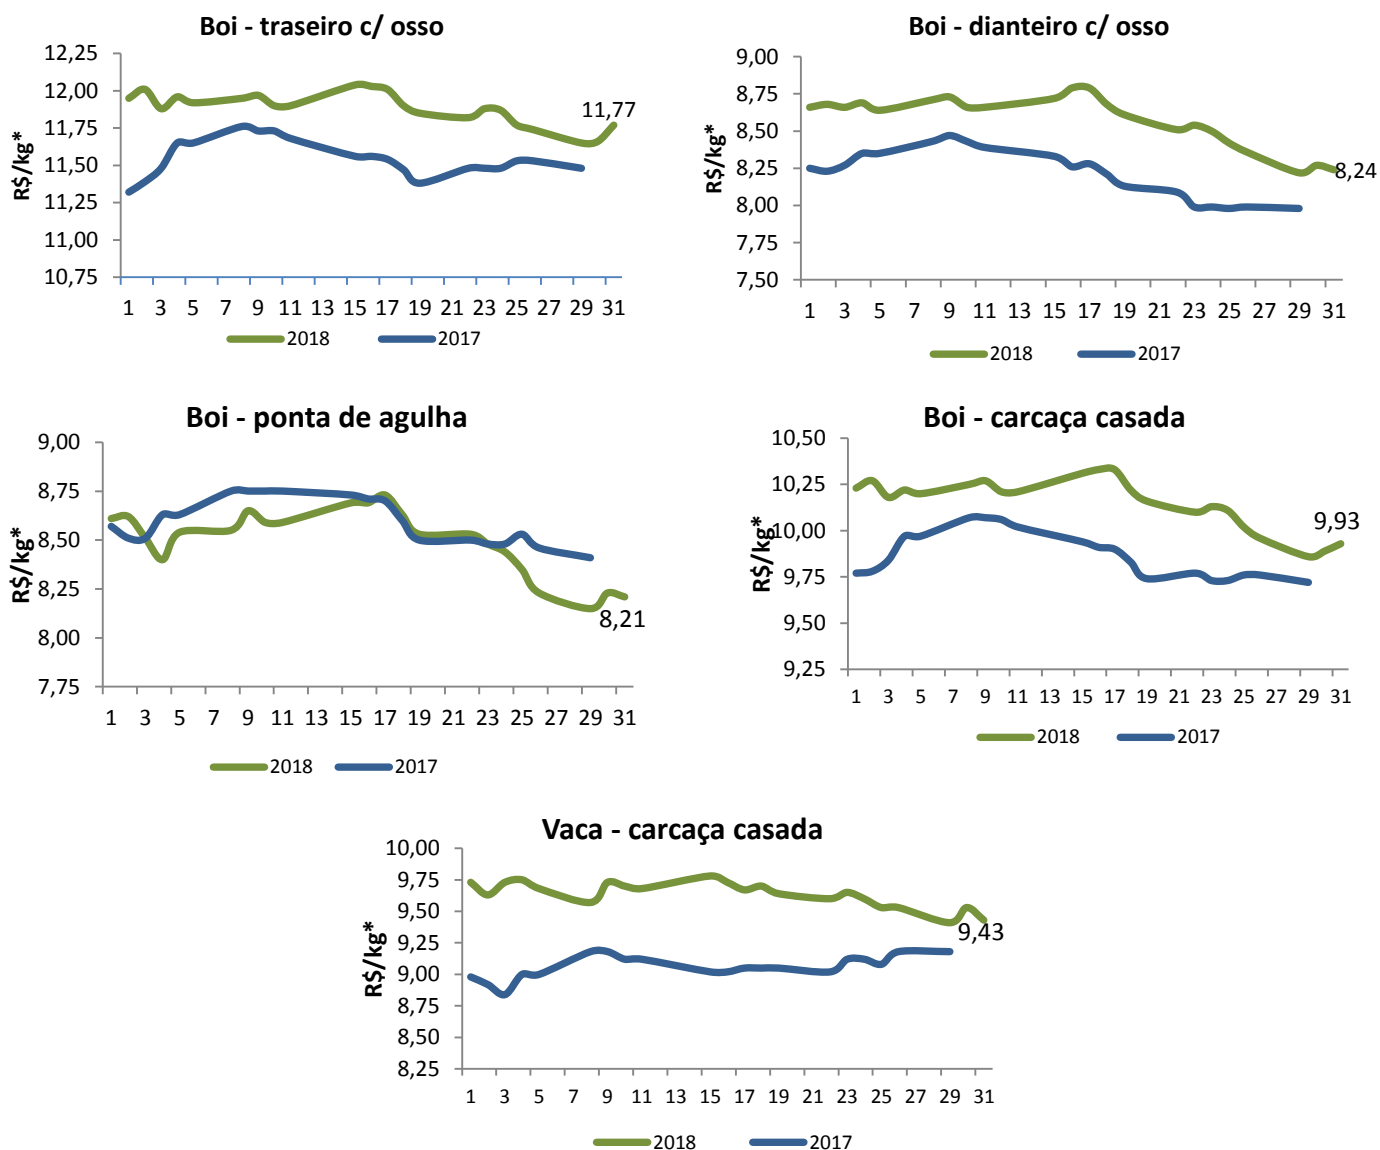 Boi - traseiro c/ osso
12,25
12,00
11,75
11,50
11,25
11,00
10,75
R$/kg*
11,77
1 3 5 7 9 11 13 15 17 19 21 23 25 27 29 31
2018 2017
Boi - dianteiro c/ osso
9,00
8,75
8,50
8,25
8,00
7,75
7,50
R$/kg*
8,24
1 3 5 7 9 11 13 15 17 19 21 23 25 27 29 31
2018 2017
Boi - ponta de agulha
9,00
8,75
8,50
8,25
8,00
7,75
R$/kg*
8,21
1 3 5 7 9 11 13 15 17 19 21 23 25 27 29 31
2018 2017
Boi - carcaça casada
10,50
10,25
10,00
9,75
9,50
9,25
R$/kg*
9,93
1 3 5 7 9 11 13 15 17 19 21 23 25 27 29 31
2018 2017
Vaca - carcaça casada
10,00
9,75
9,50
9,25
9,00
8,75
8,50
8,25
R$/kg*
9,43
1 3 5 7 9 11 13 15 17 19 21 23 25 27 29 31
2018 2017